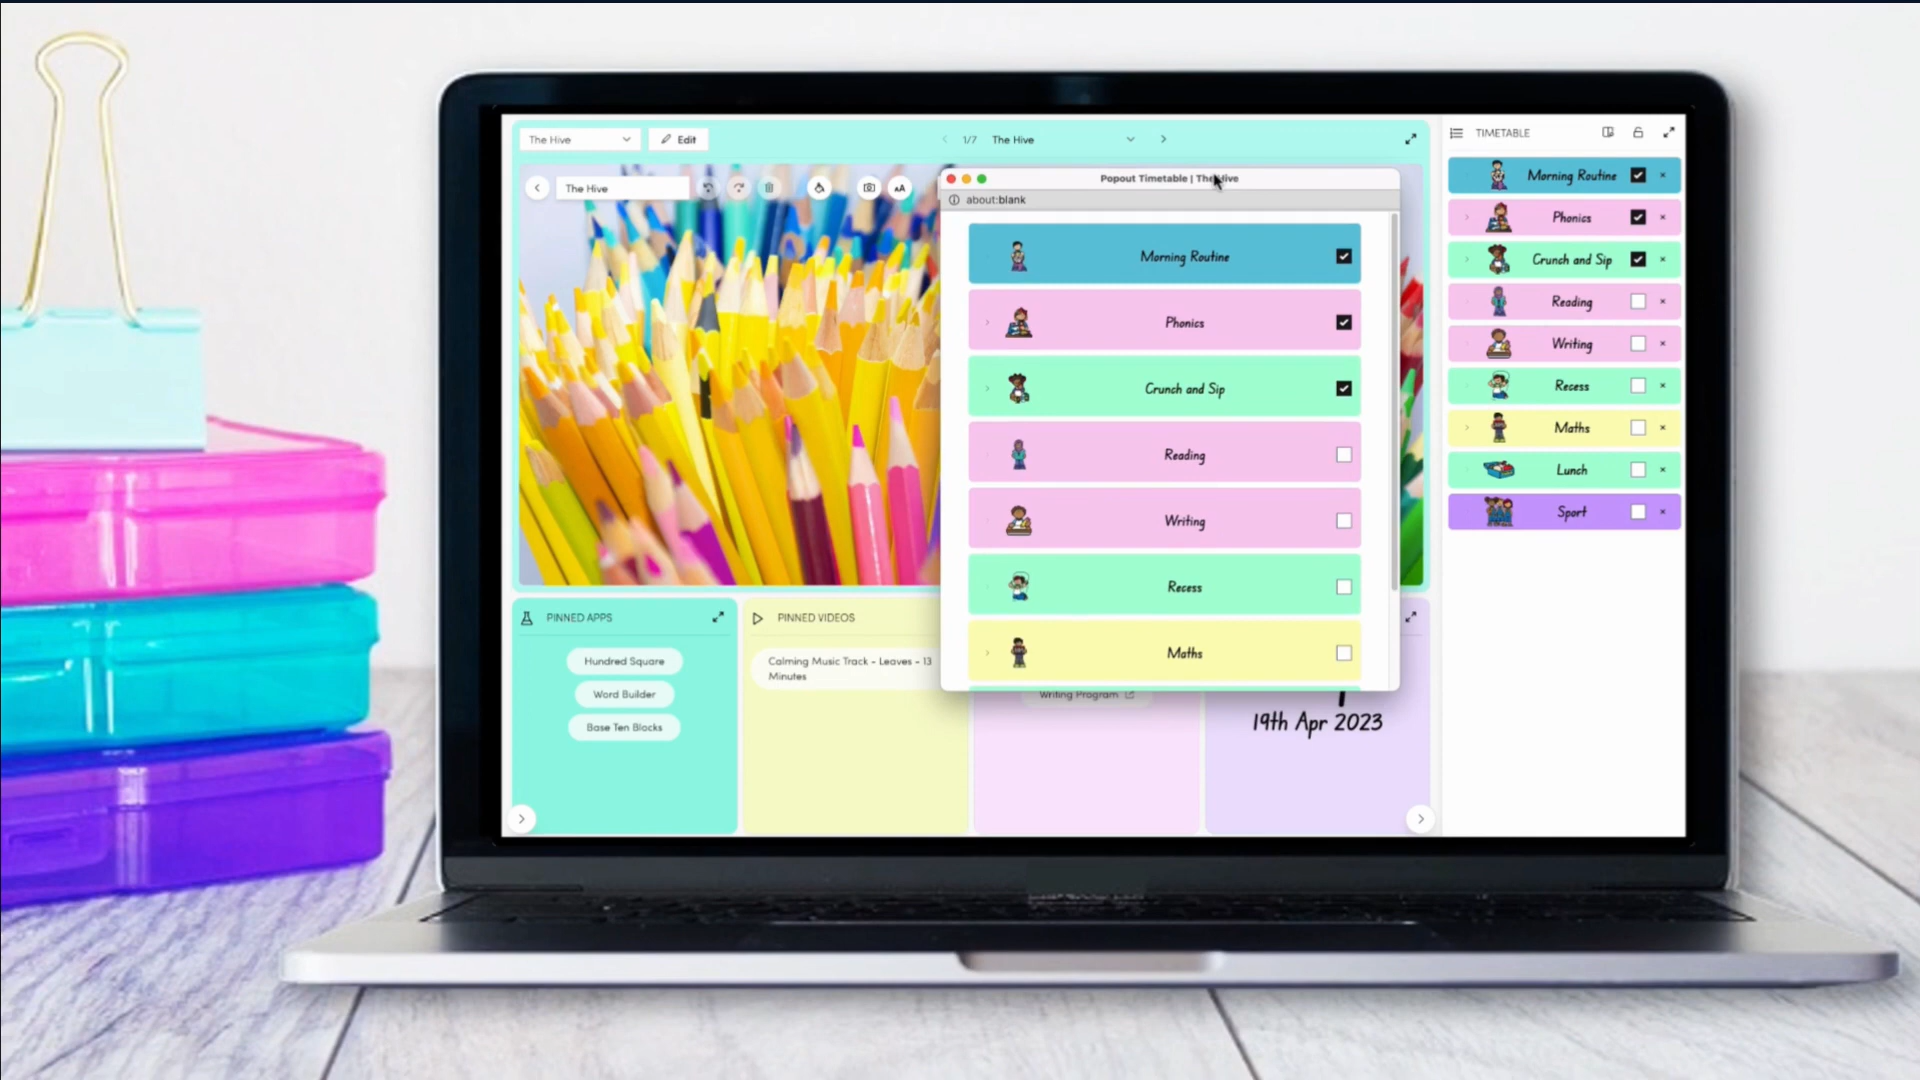 The Hive
Edit
1/7
The Hive
TIMETABLE
The Hive
AA
Popout Timetable | The Hive
about:blank
Morning Routine
Phonics
Crunch and Sip
Reading
Writing
Recess
Maths
Morning Routine
Phonics
Crunch and Sip
Reading
Writing
Recess
Maths
Lunch
Sport
PINNED APPS
Hundred Square
Word Builder
Base Ten Blocks
PINNED VIDEOS
Calming Music Track - Leaves - 13
Minutes
Writing Program
19th Apr 2023